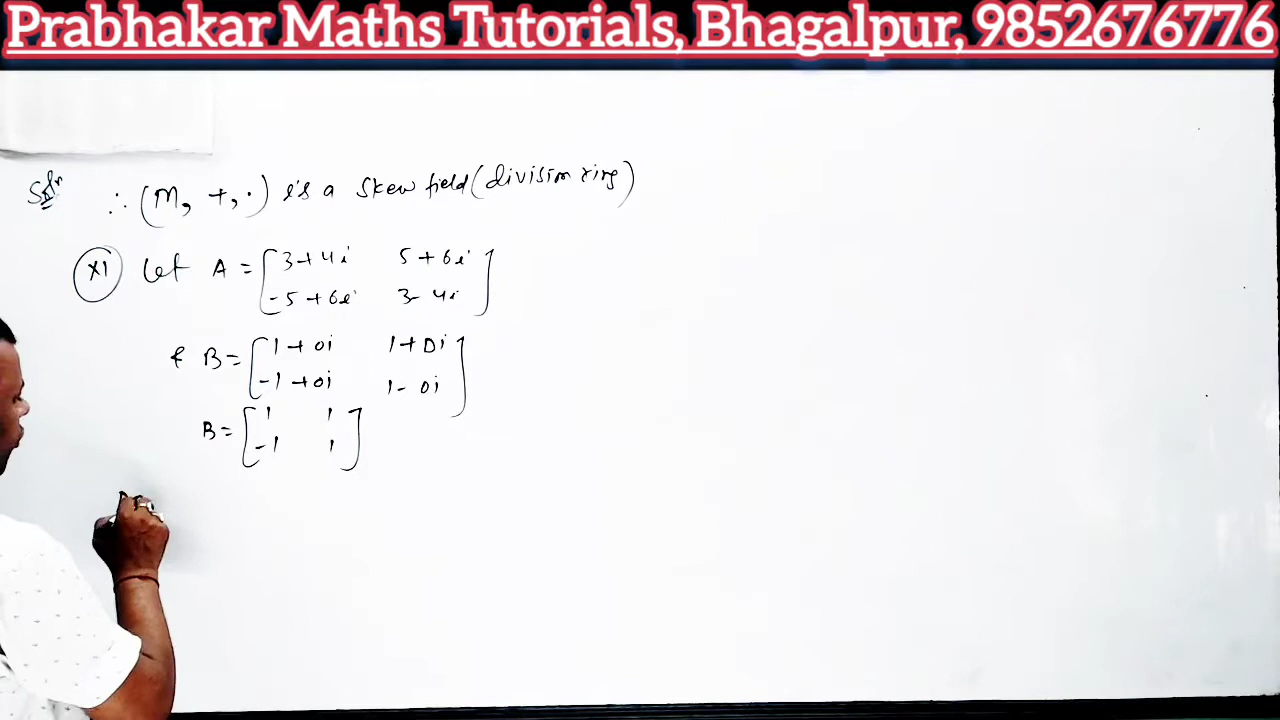 Prabhakar Maths Tutorials, Bhagalpur, 9852676776
Soln ∴ (M, +, ·) is a skew field (division ring)
(xi) Let A = [3+4i 5+6i
-5+6i 3-4i]
& B = [1+0i 1+0i
-1+0i 1-0i]
B = [1 1
-1 1]